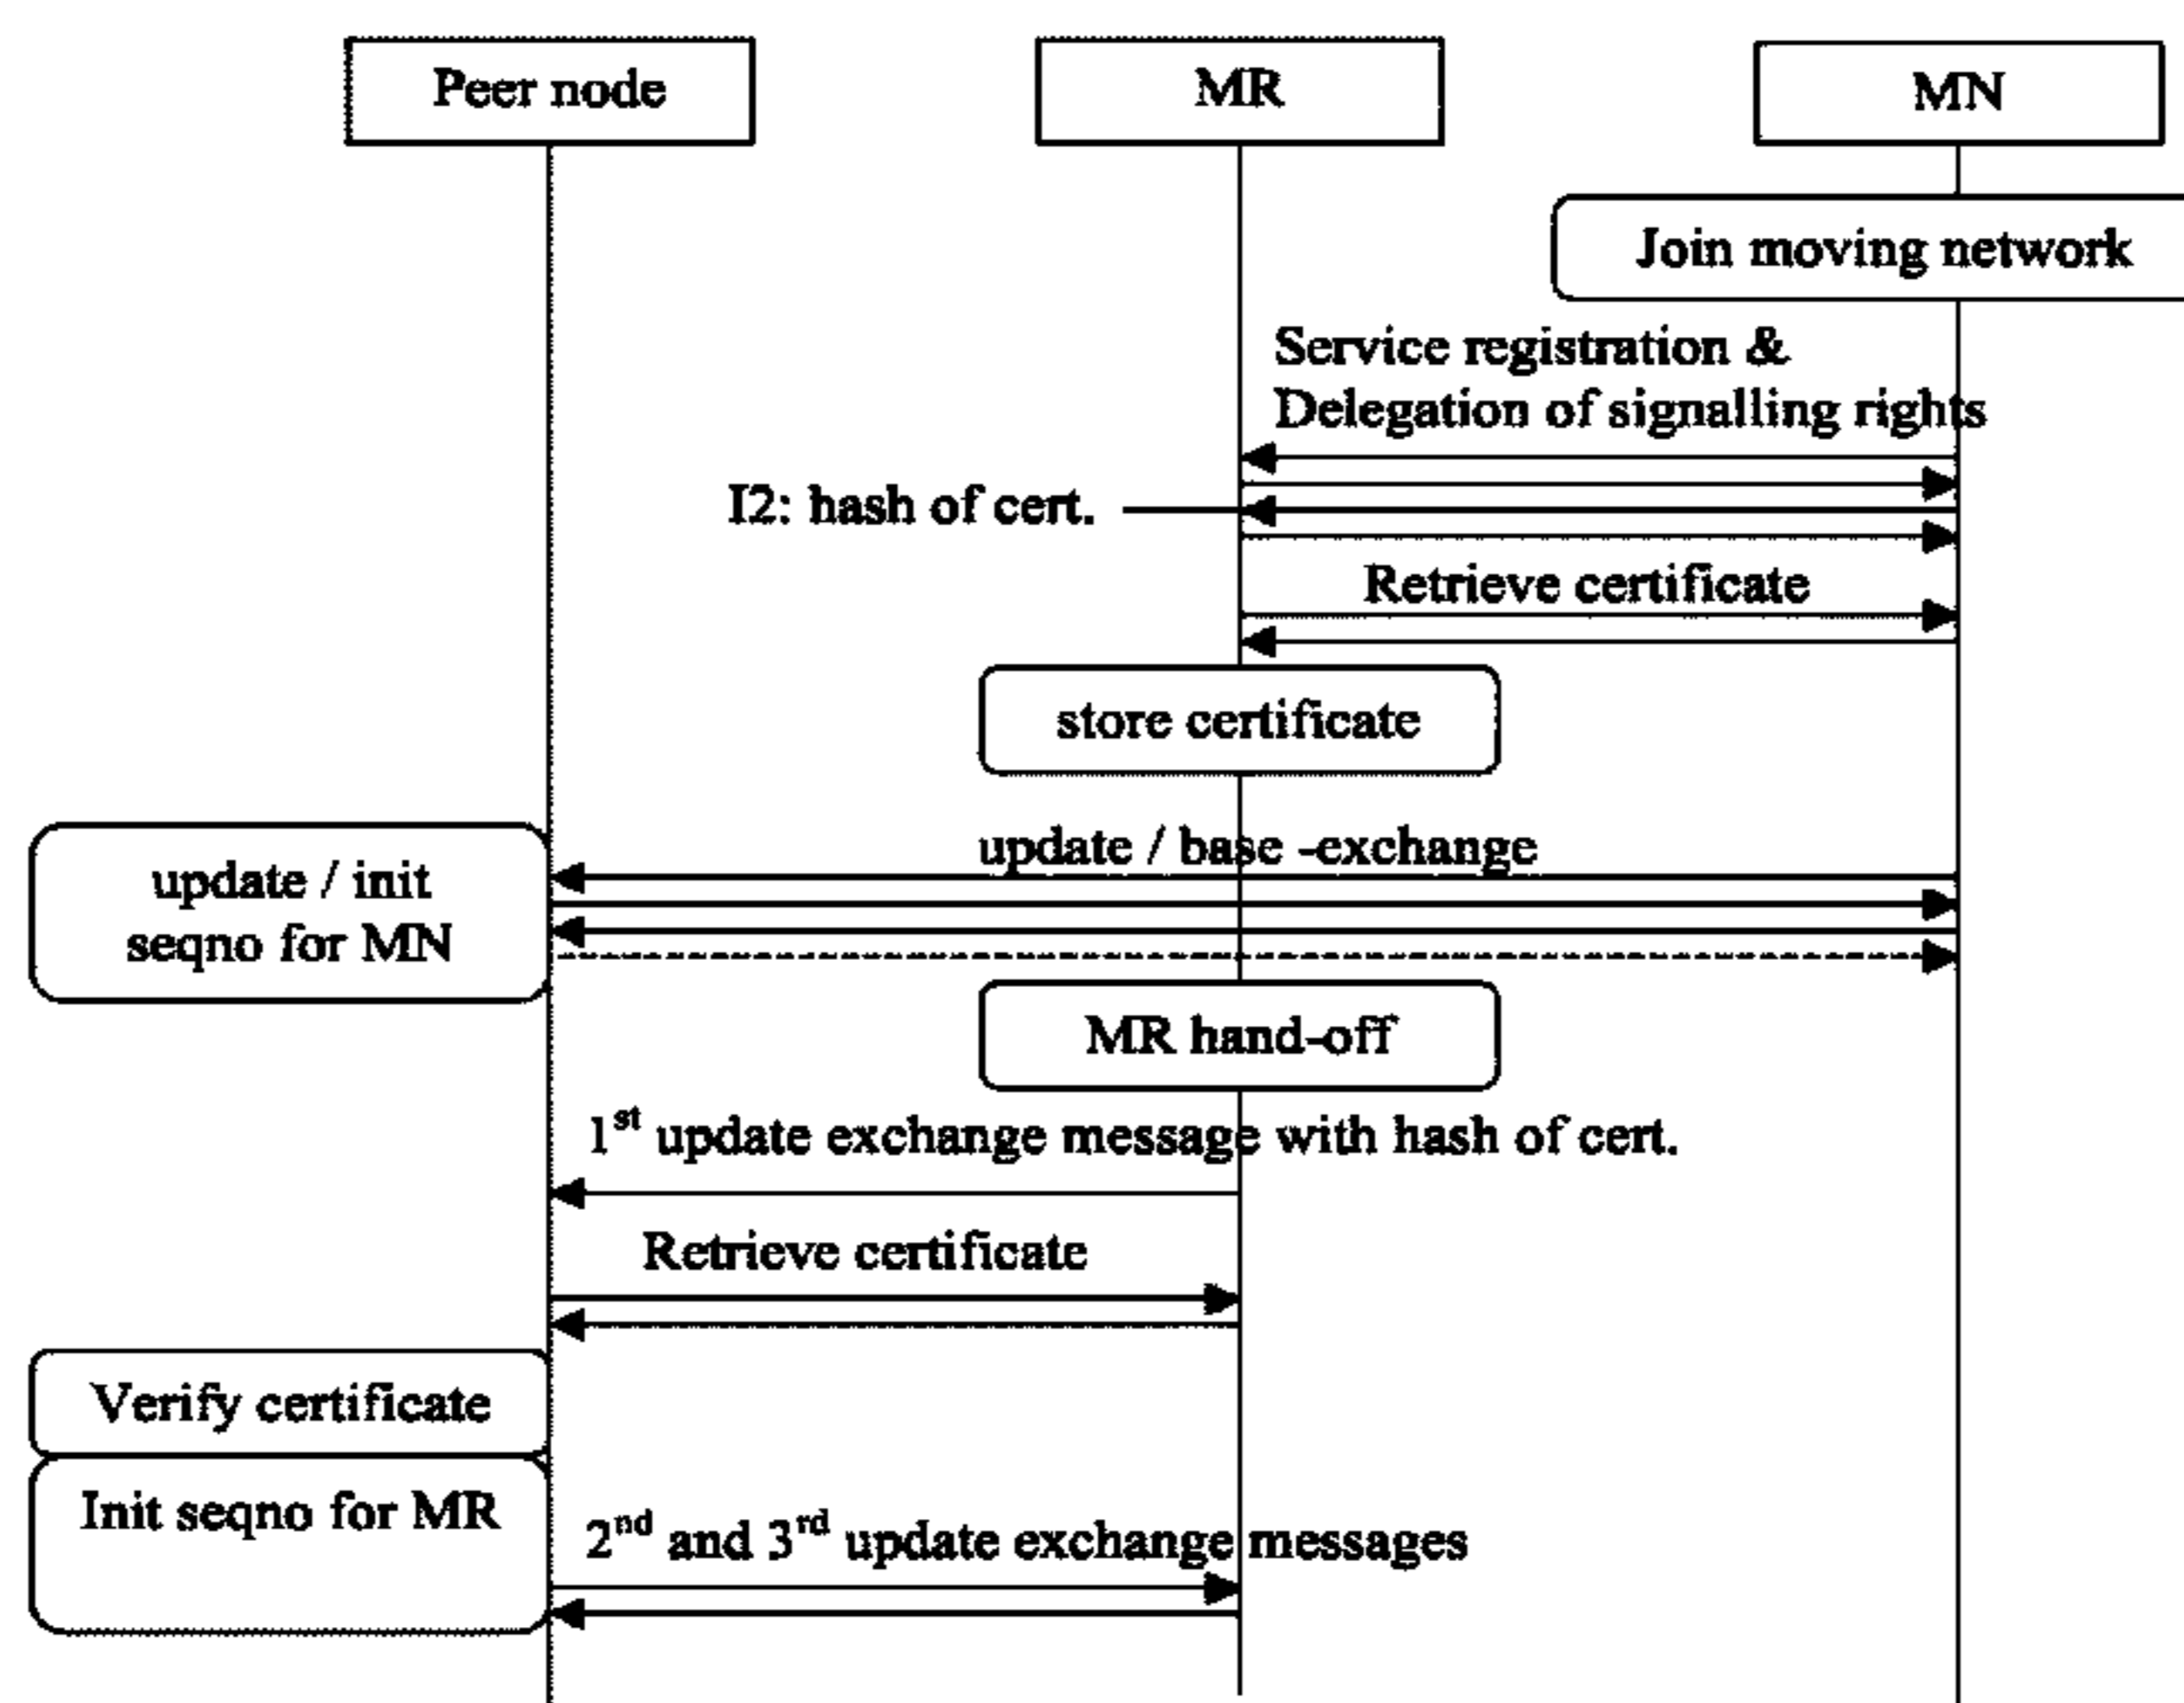 Peer node
MR
MN
Join moving network
Service registration &
Delegation of signalling rights
I2: hash of cert.
Retrieve certificate
store certificate
update / base -exchange
update / init
seqno for MN
MR hand-off
1st update exchange message with hash of cert.
Retrieve certificate
Verify certificate
Init seqno for MR
2nd and 3rd update exchange messages